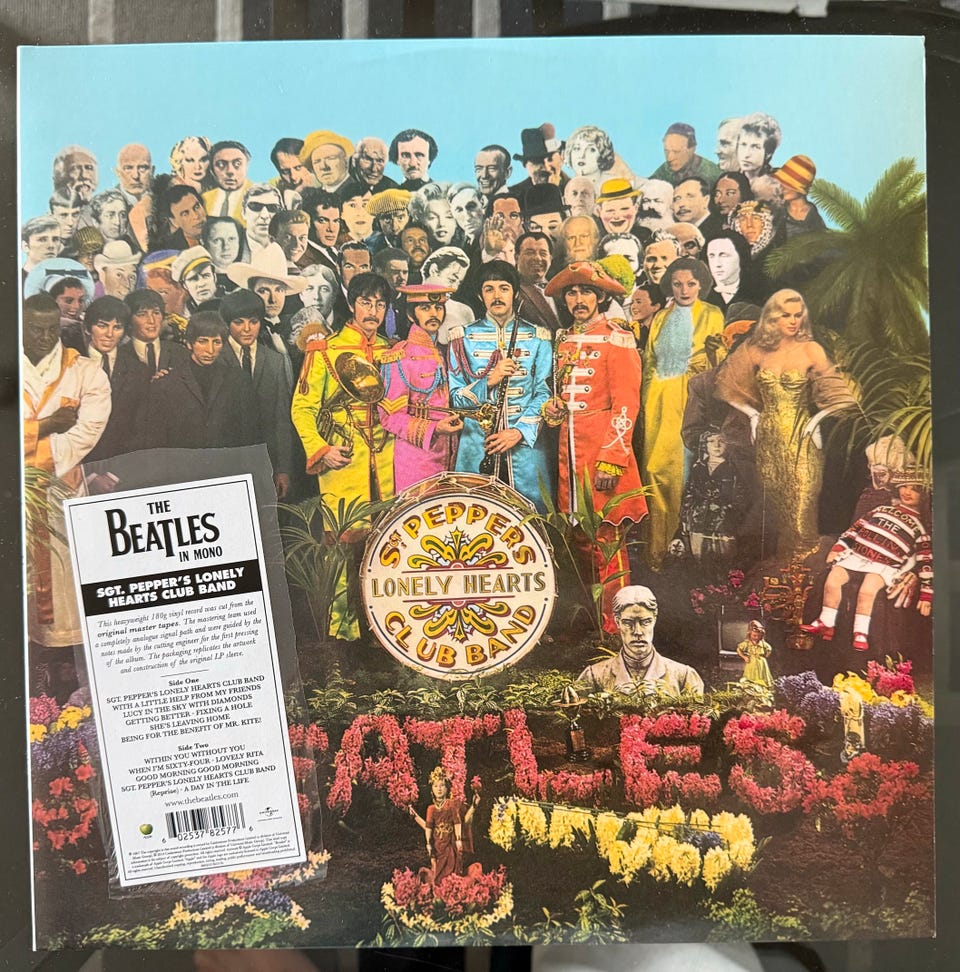 THE
BEATLES
IN MONO
SGT. PEPPER'S LONELY
HEARTS CLUB BAND
This heavyweight 180g vinyl record was cut from the
original master tapes. The mastering team used
a completely analogue signal path and were guided by the
notes made by the cutting engineer for the first pressing
of the album. The packaging replicates the artwork
and construction of the original LP sleeve.
Side One
SGT. PEPPER'S LONELY HEARTS CLUB BAND
WITH A LITTLE HELP FROM MY FRIENDS
LUCY IN THE SKY WITH DIAMONDS
GETTING BETTER - FIXING A HOLE
SHE'S LEAVING HOME
BEING FOR THE BENEFIT OF MR. KITE!
Side Two
WITHIN YOU WITHOUT YOU
WHEN I'M SIXTY-FOUR - LOVELY RITA
GOOD MORNING GOOD MORNING
SGT. PEPPER'S LONELY HEARTS CLUB BAND
(Reprise) - A DAY IN THE LIFE
www.thebeatles.com
6 02537 82577 6
SGT. PEPPERS
LONELY HEARTS
CLUB BAND
WELCOME
THE
ATLES